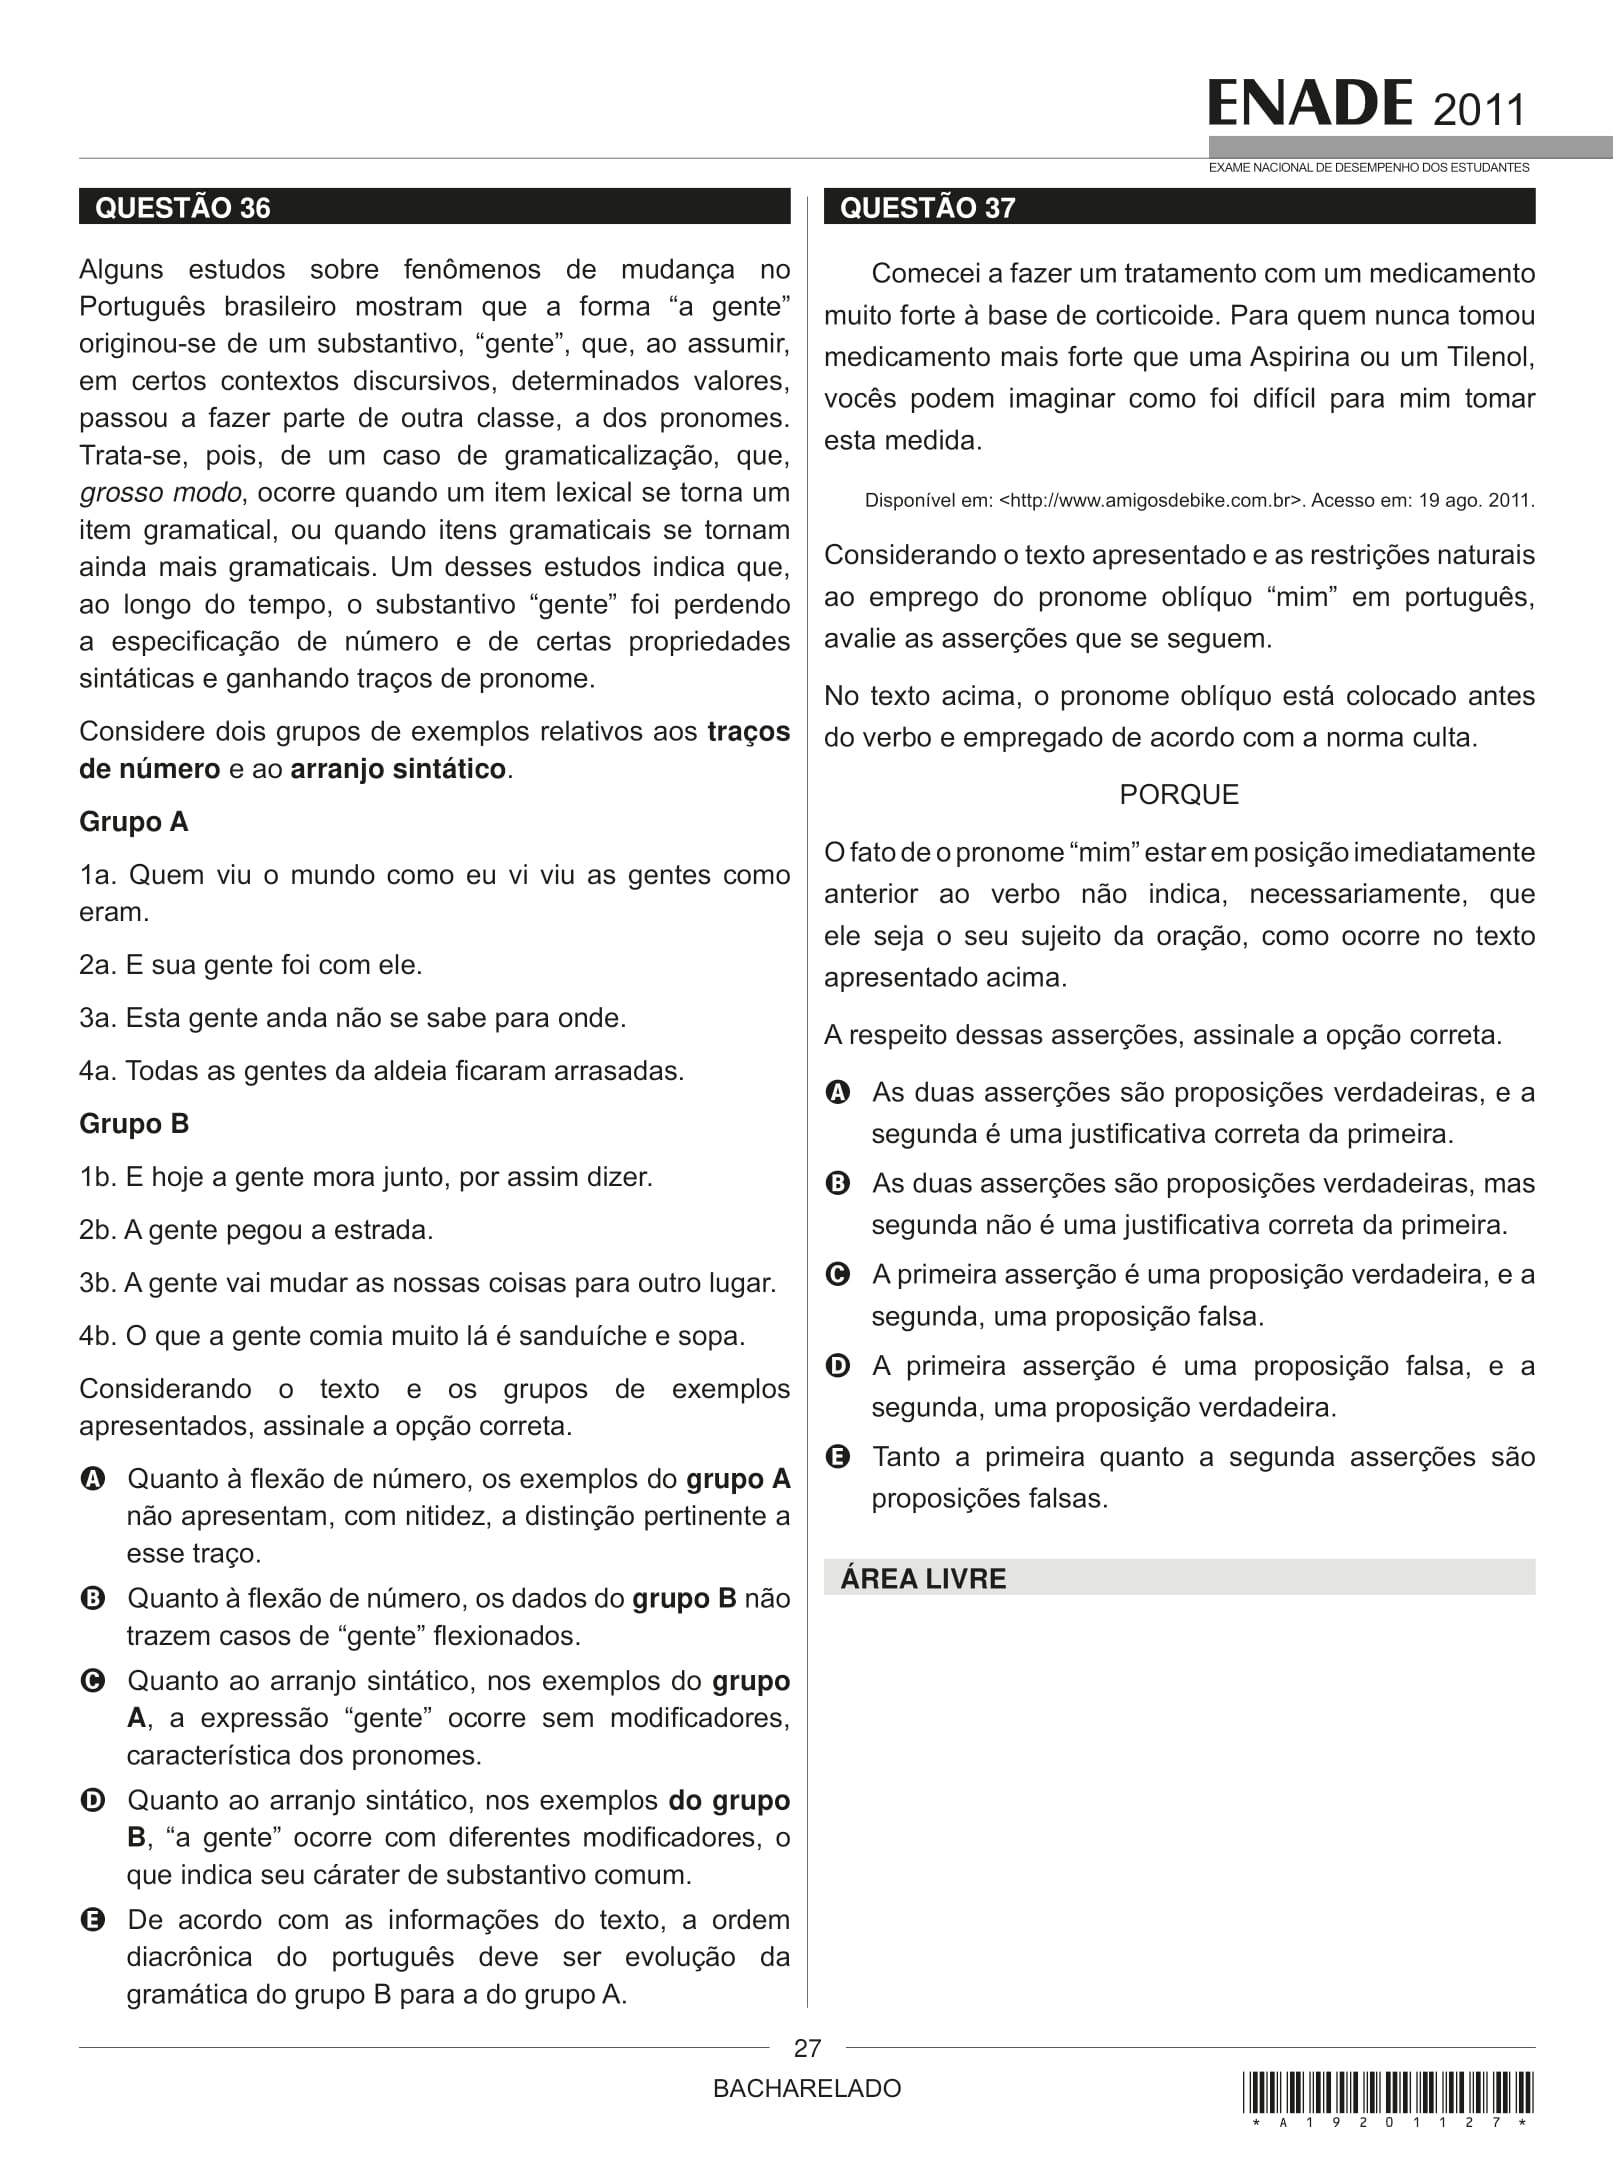 ENADE 2011
EXAME NACIONAL DE DESEMPENHO DOS ESTUDANTES
QUESTÃO 36
Alguns estudos sobre fenômenos de mudança no
Português brasileiro mostram que a forma “a gente”
originou-se de um substantivo, “gente”, que, ao assumir,
em certos contextos discursivos, determinados valores,
passou a fazer parte de outra classe, a dos pronomes.
Trata-se, pois, de um caso de gramaticalização, que,
grosso modo, ocorre quando um item lexical se torna um
item gramatical, ou quando itens gramaticais se tornam
ainda mais gramaticais. Um desses estudos indica que,
ao longo do tempo, o substantivo “gente” foi perdendo
a especificação de número e de certas propriedades
sintáticas e ganhando traços de pronome.
Considere dois grupos de exemplos relativos aos traços
de número e ao arranjo sintático.
Grupo A
1a. Quem viu o mundo como eu vi viu as gentes como
eram.
2a. E sua gente foi com ele.
3a. Esta gente anda não se sabe para onde.
4a. Todas as gentes da aldeia ficaram arrasadas.
Grupo B
1b. E hoje a gente mora junto, por assim dizer.
2b. A gente pegou a estrada.
3b. A gente vai mudar as nossas coisas para outro lugar.
4b. O que a gente comia muito lá é sanduíche e sopa.
Considerando o texto e os grupos de exemplos
apresentados, assinale a opção correta.
A Quanto à flexão de número, os exemplos do grupo A
não apresentam, com nitidez, a distinção pertinente a
esse traço.
B Quanto à flexão de número, os dados do grupo B não
trazem casos de “gente” flexionados.
C Quanto ao arranjo sintático, nos exemplos do grupo
A, a expressão “gente” ocorre sem modificadores,
característica dos pronomes.
D Quanto ao arranjo sintático, nos exemplos do grupo
B, “a gente” ocorre com diferentes modificadores, o
que indica seu cárater de substantivo comum.
E De acordo com as informações do texto, a ordem
diacrônica do português deve ser evolução da
gramática do grupo B para a do grupo A.
QUESTÃO 37
Comecei a fazer um tratamento com um medicamento
muito forte à base de corticoide. Para quem nunca tomou
medicamento mais forte que uma Aspirina ou um Tilenol,
vocês podem imaginar como foi difícil para mim tomar
esta medida.
Disponível em: <http://www.amigosdebike.com.br>. Acesso em: 19 ago. 2011.
Considerando o texto apresentado e as restrições naturais
ao emprego do pronome oblíquo “mim” em português,
avalie as asserções que se seguem.
No texto acima, o pronome oblíquo está colocado antes
do verbo e empregado de acordo com a norma culta.
PORQUE
O fato de o pronome “mim” estar em posição imediatamente
anterior ao verbo não indica, necessariamente, que
ele seja o seu sujeito da oração, como ocorre no texto
apresentado acima.
A respeito dessas asserções, assinale a opção correta.
A As duas asserções são proposições verdadeiras, e a
segunda é uma justificativa correta da primeira.
B As duas asserções são proposições verdadeiras, mas
segunda não é uma justificativa correta da primeira.
C A primeira asserção é uma proposição verdadeira, e a
segunda, uma proposição falsa.
D A primeira asserção é uma proposição falsa, e a
segunda, uma proposição verdadeira.
E Tanto a primeira quanto a segunda asserções são
proposições falsas.
ÁREA LIVRE
27
BACHARELADO
* A 1 9 2 0 1 1 2 7 *